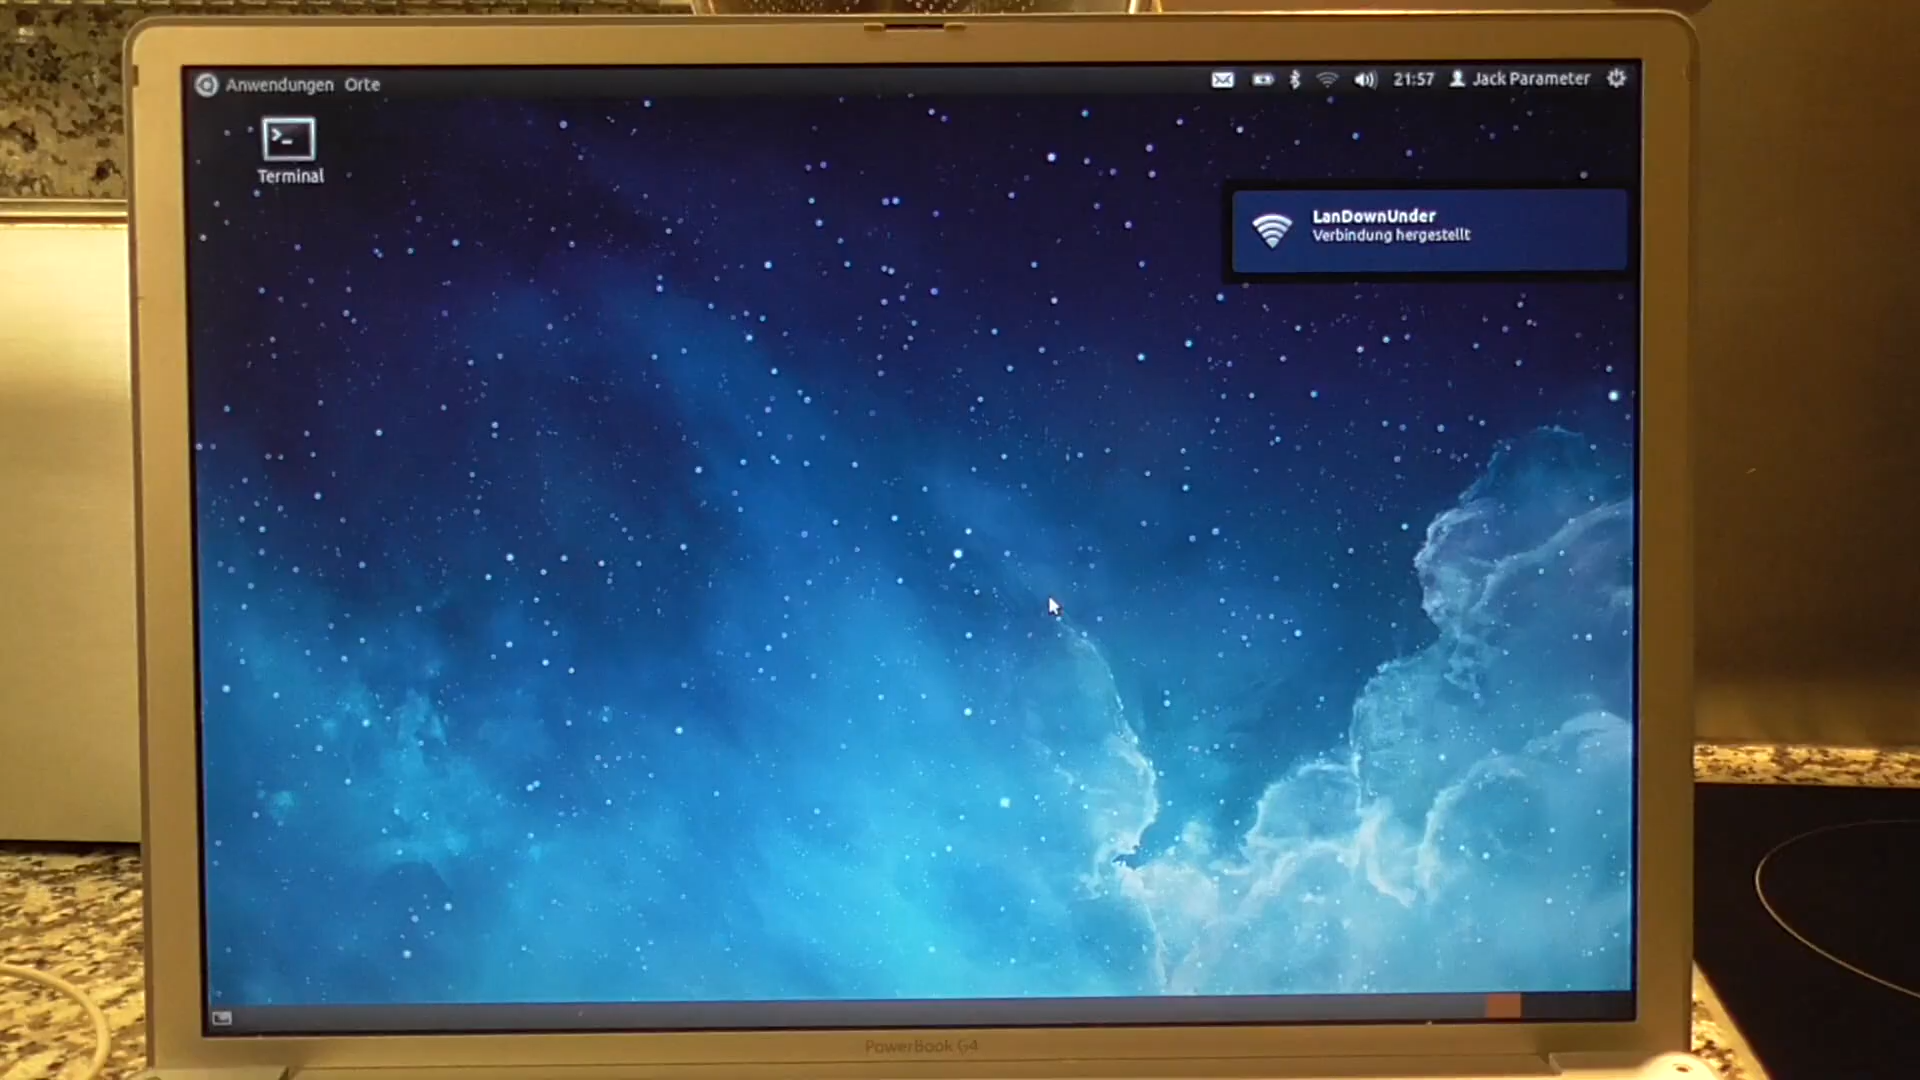 Anwendungen Orte
21:57 Jack Parameter
Terminal
LanDownUnder
Verbindung hergestellt
PowerBook G4